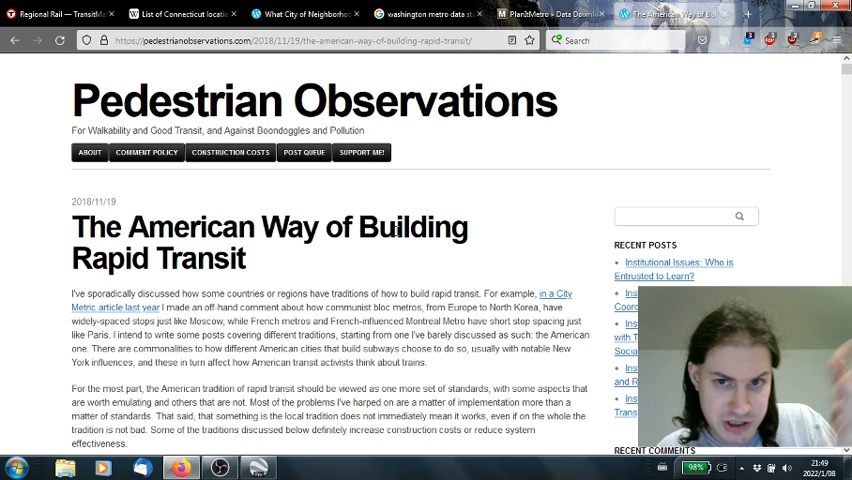 Regional Rail — TransitM
List of Connecticut locatio
What City of Neighborho
washington metro data s
PlanItMetro » Data Downl
The American Way of Bui
https://pedestrianobservations.com/2018/11/19/the-american-way-of-building-rapid-transit/
Search
Pedestrian Observations
For Walkability and Good Transit, and Against Boondoggles and Pollution
ABOUT
COMMENT POLICY
CONSTRUCTION COSTS
POST QUEUE
SUPPORT ME!
2018/11/19
The American Way of Building
Rapid Transit
I've sporadically discussed how some countries or regions have traditions of how to build rapid transit. For example, in a City
Metric article last year I made an off-hand comment about how communist bloc metros, from Europe to North Korea, have
widely-spaced stops just like Moscow, while French metros and French-influenced Montreal Metro have short stop spacing just
like Paris. I intend to write some posts covering different traditions, starting from one I've barely discussed as such: the American
one. There are commonalities to how different American cities that build subways choose to do so, usually with notable New
York influences, and these in turn affect how American transit activists think about trains.
For the most part, the American tradition of rapid transit should be viewed as one more set of standards, with some aspects that
are worth emulating and others that are not. Most of the problems I've harped on are a matter of implementation more than a
matter of standards. That said, that something is the local tradition does not immediately mean it works, even if on the whole the
tradition is not bad. Some of the traditions discussed below definitely increase construction costs or reduce system
effectiveness.
RECENT POSTS
Institutional Issues: Who is
Entrusted to Learn?
Ins
Coor
Inst
with T
Socia
Inst
and R
Inst
Trans
RECENT COMMENTS
98%
21:49
2022/1/08